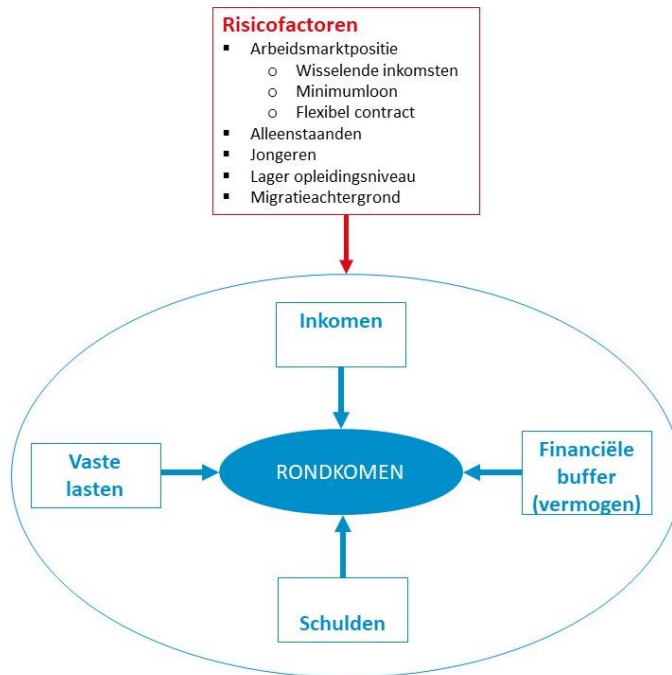 Risicofactoren
▪ Arbeidsmarktpositie
o Wisselende inkomsten
o Minimumloon
o Flexibel contract
▪ Alleenstaanden
▪ Jongeren
▪ Lager opleidingsniveau
▪ Migratieachtergrond
Inkomen
Vaste
lasten
RONDKOMEN
Financiële
buffer
(vermogen)
Schulden